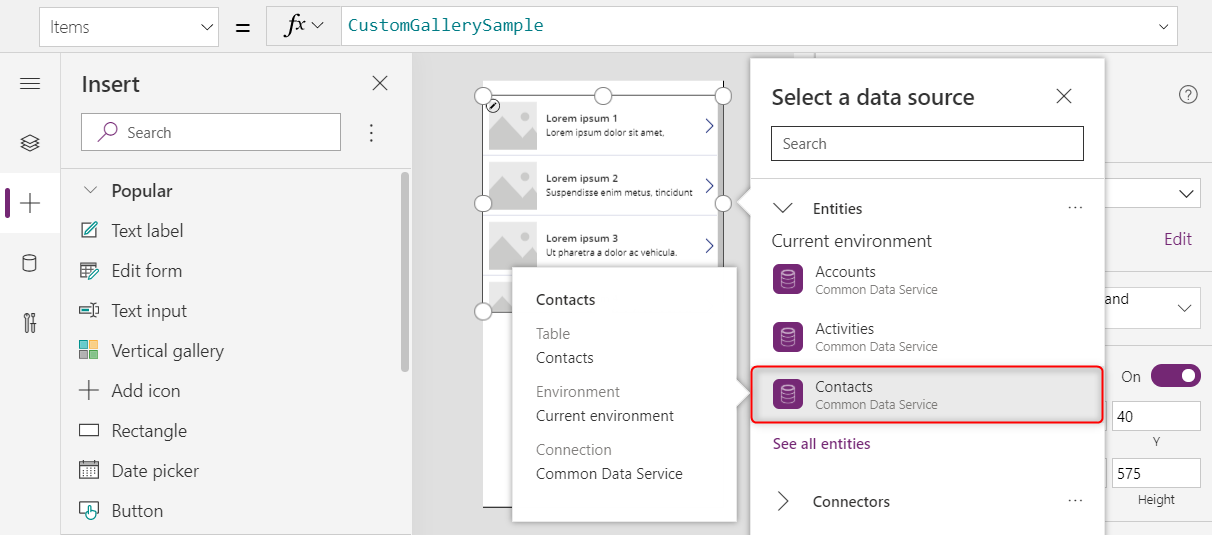 Items
=
fx
CustomGallerySample
Insert
Search
Popular
Text label
Edit form
Text input
Vertical gallery
Add icon
Rectangle
Date picker
Button
Lorem ipsum 1
Lorem ipsum dolor sit amet,
Lorem ipsum 2
Suspendisse enim metus, tincidunt
Lorem ipsum 3
Ut pharetra a dolor ac vehicula.
Contacts
Table
Contacts
Environment
Current environment
Connection
Common Data Service
Select a data source
Search
Entities
Current environment
Accounts
Common Data Service
Activities
Common Data Service
Contacts
Common Data Service
See all entities
Connectors
?
Edit
and
On
40
Y
575
Height